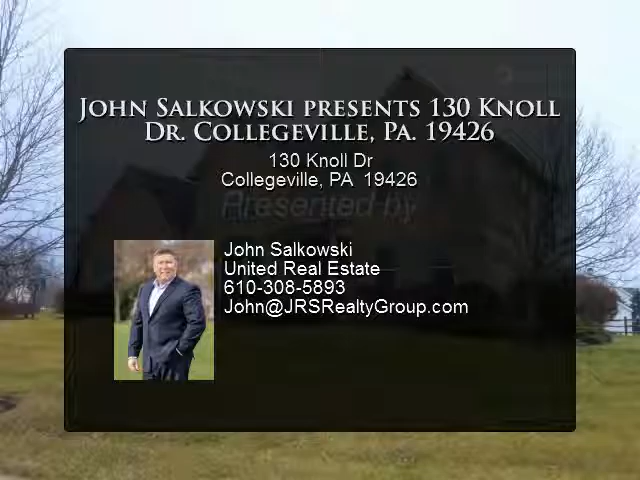 John Salkowski presents 130 Knoll
Dr. Collegeville, Pa. 19426
130 Knoll Dr
Collegeville, PA 19426
Presented by
John Salkowski
United Real Estate
610-308-5893
John@JRSRealtyGroup.com